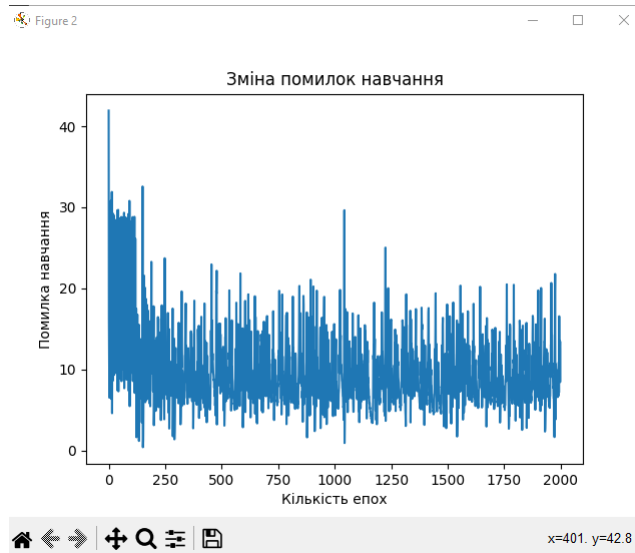 Figure 2
Зміна помилок навчання
40
30
20
10
0
Помилка навчання
0 250 500 750 1000 1250 1500 1750 2000
Кількість епох
x=401. y=42.8